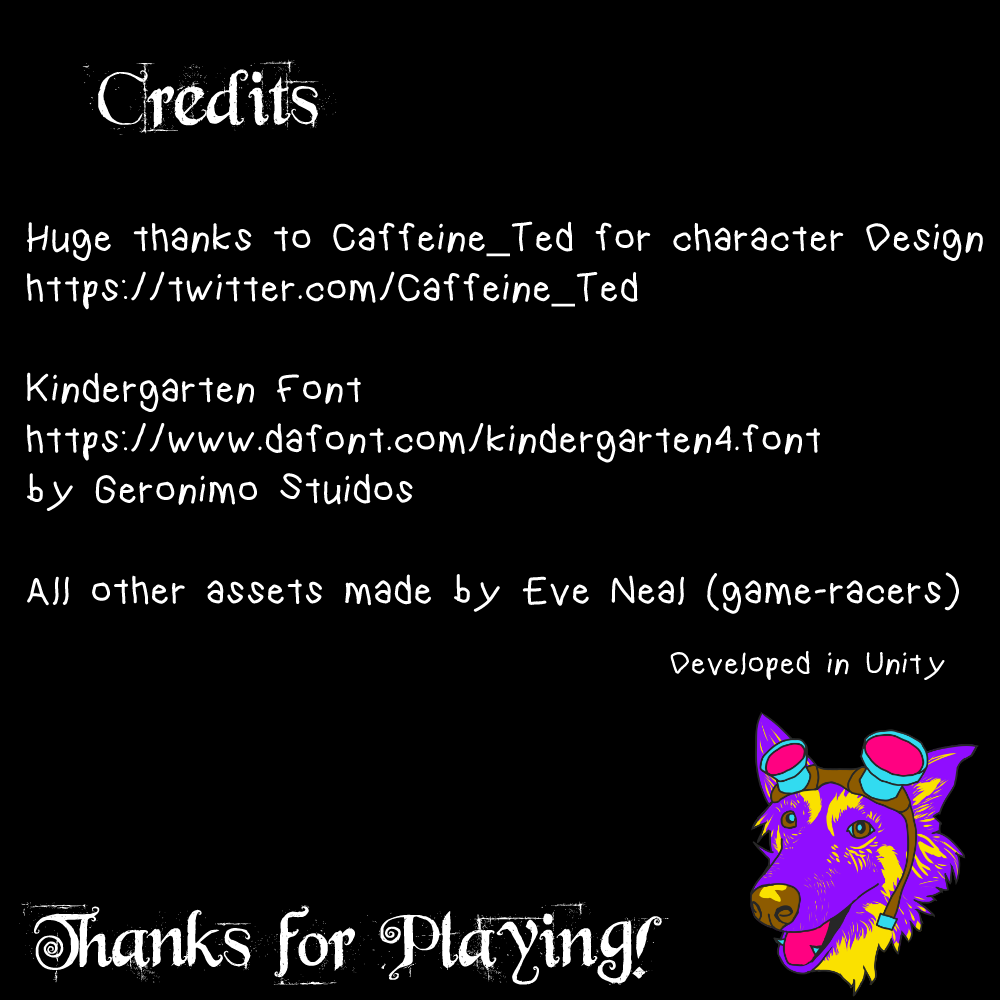 Credits
Huge thanks to Caffeine_Ted for character Design
https://twitter.com/Caffeine_Ted
Kindergarten Font
https://www.dafont.com/kindergarten4.font
by Geronimo Stuidos
All other assets made by Eve Neal (game-racers)
Developed in Unity
Thanks for Playing!